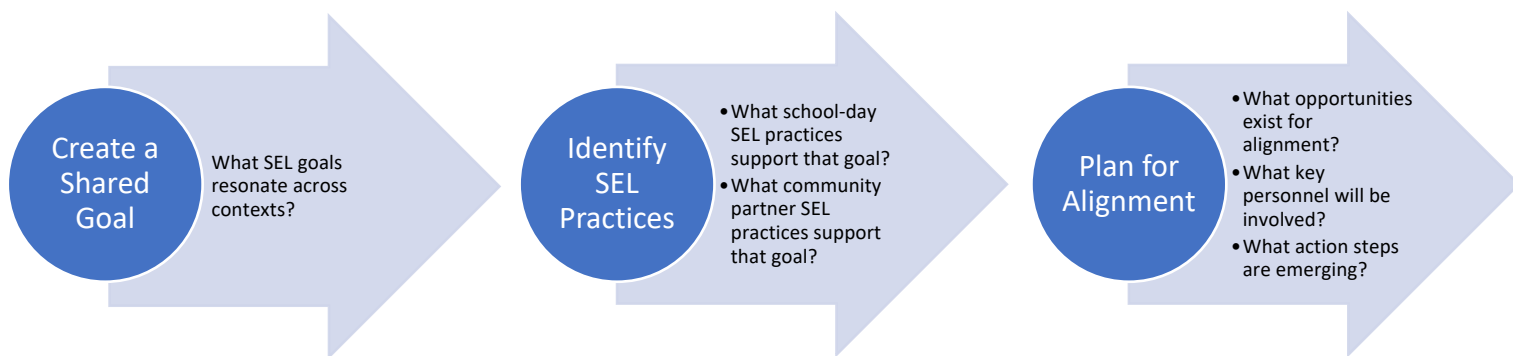 Create a
Shared
Goal
What SEL goals
resonate across
contexts?
Identify
SEL
Practices
•What school-day
SEL practices
support that goal?
•What community
partner SEL
practices support
that goal?
Plan for
Alignment
•What opportunities
exist for
alignment?
•What key
personnel will be
involved?
•What action steps
are emerging?